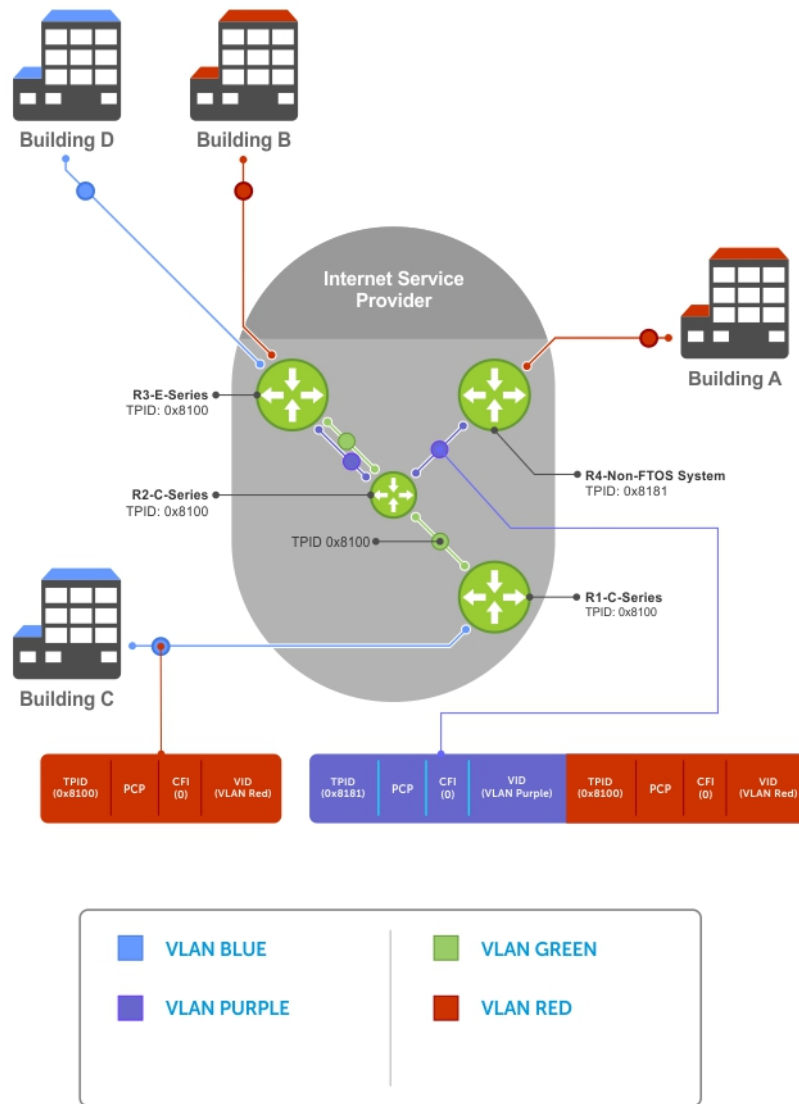 Building D
Building B
Internet Service
Provider
Building A
R3-E-Series
TPID: 0x8100
R4-Non-FTOS System
TPID: 0x8181
R2-C-Series
TPID: 0x8100
TPID 0x8100
R1-C-Series
TPID: 0x8100
Building C
TPID
(0x8100)
PCP
CFI
(0)
VID
(VLAN Red)
TPID
(0x8181)
PCP
CFI
(0)
VID
(VLAN Purple)
TPID
(0x8100)
PCP
CFI
(0)
VID
(VLAN Red)
VLAN BLUE
VLAN GREEN
VLAN PURPLE
VLAN RED